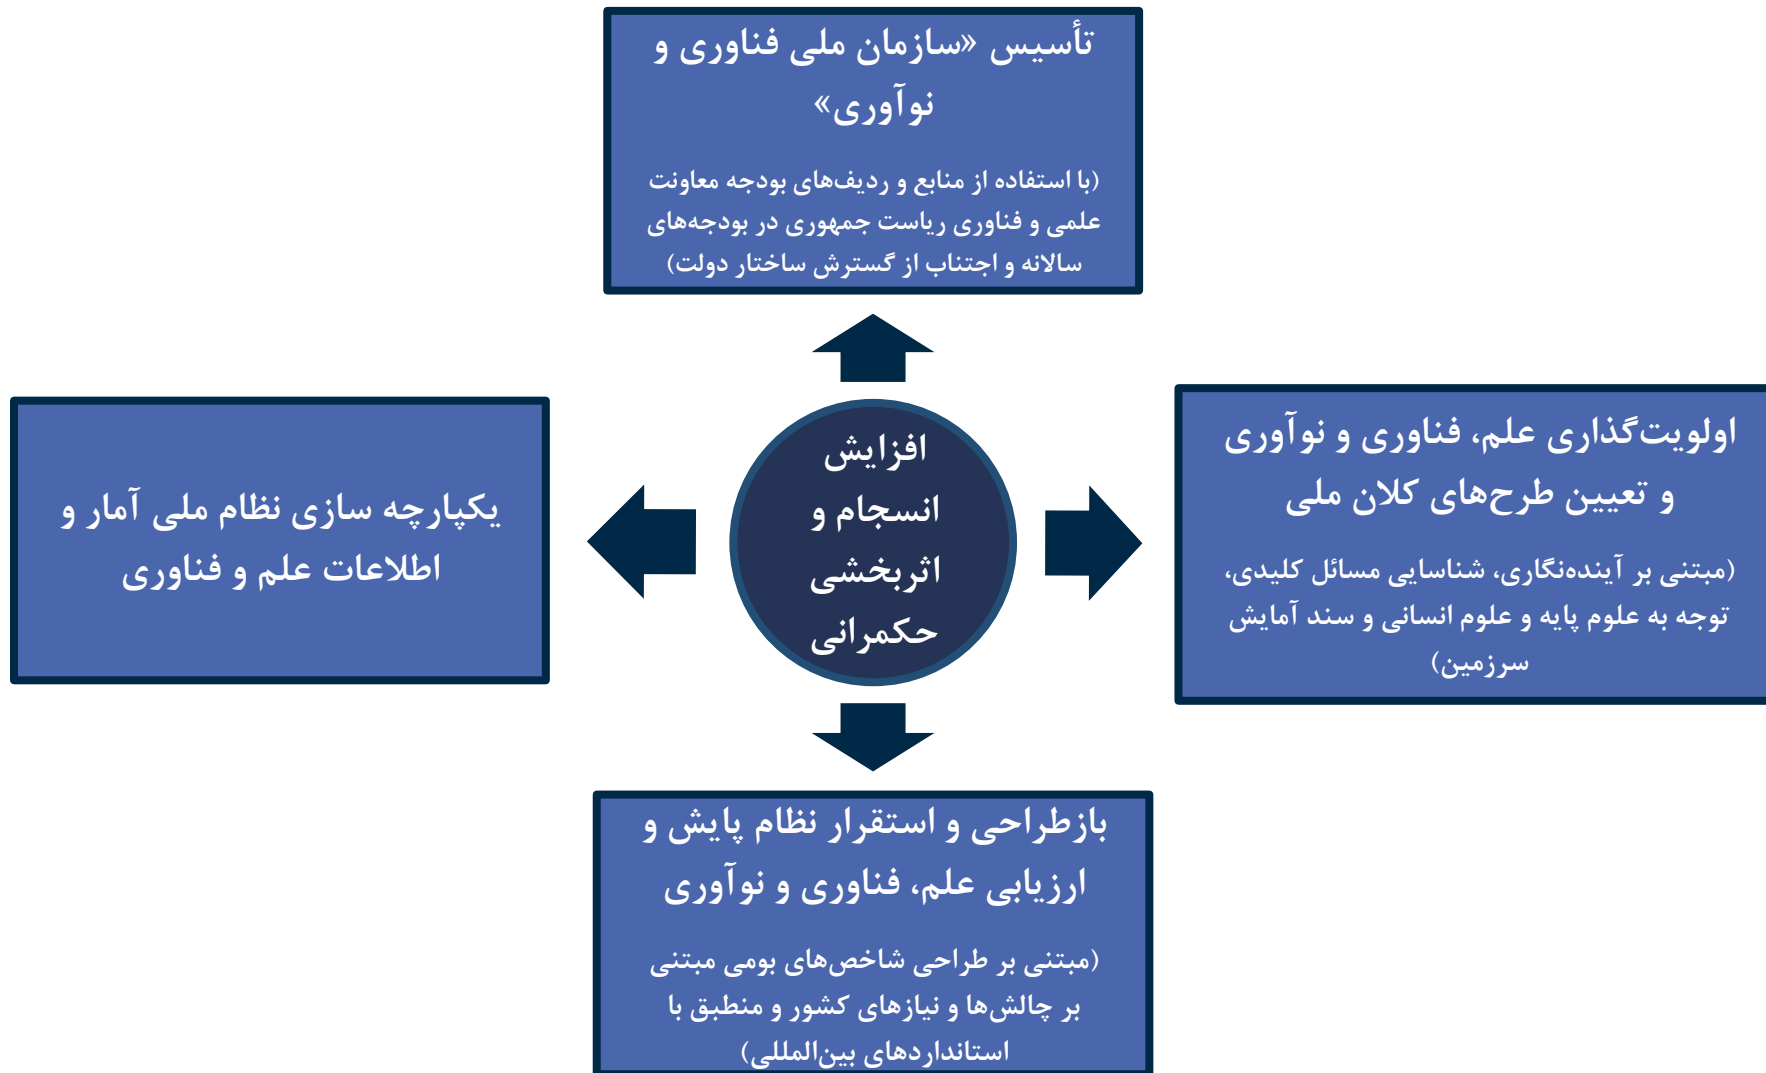 تأسیس «سازمان ملی فناوری و
نوآوری»
(با استفاده از منابع و ردیف‌های بودجه معاونت
علمی و فناوری ریاست جمهوری در بودجه‌های
سالانه و اجتناب از گسترش ساختار دولت)
اولویت‌گذاری علم، فناوری و نوآوری
و تعیین طرح‌های کلان ملی
(مبتنی بر آینده‌نگاری، شناسایی مسائل کلیدی،
توجه به علوم پایه و علوم انسانی و سند آمایش
سرزمین)
افزایش
انسجام و
اثربخشی
حکمرانی
یکپارچه سازی نظام ملی آمار و
اطلاعات علم و فناوری
بازطراحی و استقرار نظام پایش و
ارزیابی علم، فناوری و نوآوری
(مبتنی بر طراحی شاخص‌های بومی مبتنی
بر چالش‌ها و نیازهای کشور و منطبق با
استانداردهای بین‌المللی)